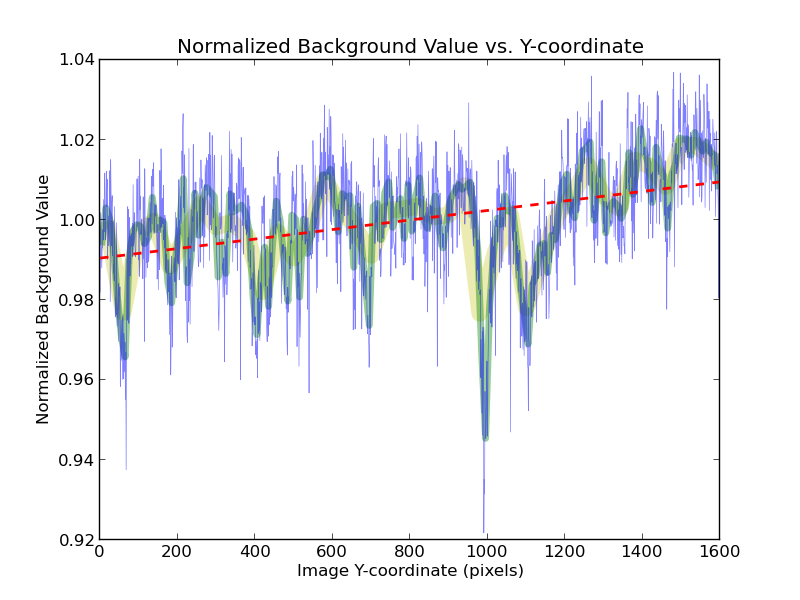 Normalized Background Value vs. Y-coordinate
1.04
1.02
1.00
0.98
0.96
0.94
0.92
Normalized Background Value
0 200 400 600 800 1000 1200 1400 1600
Image Y-coordinate (pixels)